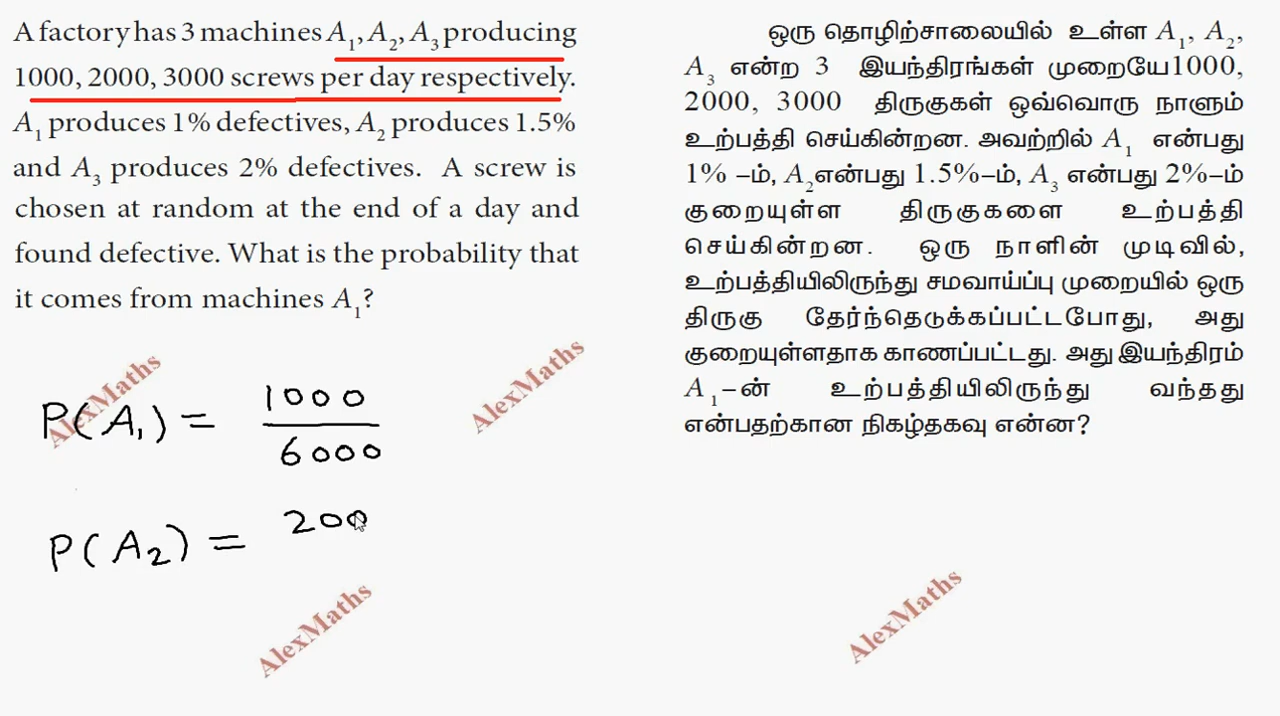 A factory has 3 machines A₁, A₂, A₃ producing
1000, 2000, 3000 screws per day respectively.
A₁ produces 1% defectives, A₂ produces 1.5%
and A₃ produces 2% defectives. A screw is
chosen at random at the end of a day and
found defective. What is the probability that
it comes from machines A₁?
ஒரு தொழிற்சாலையில் உள்ள A₁, A₂,
A₃ என்ற 3 இயந்திரங்கள் முறையே1000,
2000, 3000 திருகுகள் ஒவ்வொரு நாளும்
உற்பத்தி செய்கின்றன. அவற்றில் A₁ என்பது
1% –ம், A₂என்பது 1.5%–ம், A₃ என்பது 2%–ம்
குறையுள்ள திருகுகளை உற்பத்தி
செய்கின்றன. ஒரு நாளின் முடிவில்,
உற்பத்தியிலிருந்து சமவாய்ப்பு முறையில் ஒரு
திருகு தேர்ந்தெடுக்கப்பட்டபோது, அது
குறையுள்ளதாக காணப்பட்டது. அது இயந்திரம்
A₁–ன் உற்பத்தியிலிருந்து வந்தது
என்பதற்கான நிகழ்தகவு என்ன?
P(A₁) = 1000
6000
P(A₂) = 200
AlexMaths
AlexMaths
AlexMaths
AlexMaths